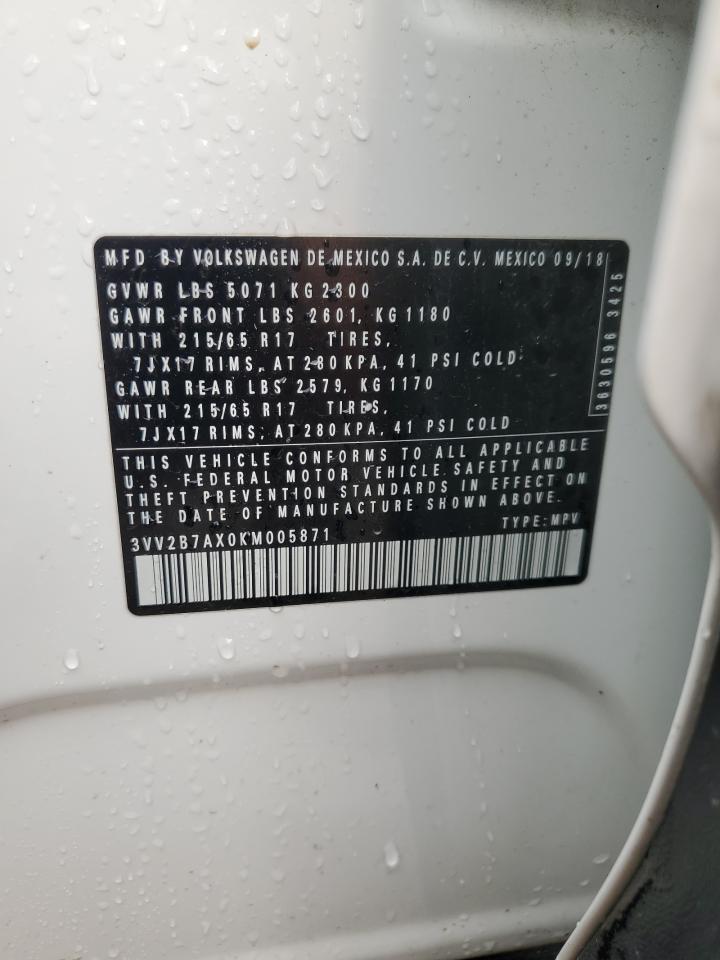 MFD BY VOLKSWAGEN DE MEXICO S.A. DE C.V. MEXICO 09/18
GVWR LBS 5071 KG 2300
GAWR FRONT LBS 2601, KG 1180
WITH 215/65 R17 TIRES,
7JX17 RIMS, AT 280 KPA, 41 PSI COLD
GAWR REAR LBS 2579, KG 1170
WITH 215/65 R17 TIRES,
7JX17 RIMS, AT 280 KPA, 41 PSI COLD
3630596 3425
THIS VEHICLE CONFORMS TO ALL APPLICABLE
U.S. FEDERAL MOTOR VEHICLE SAFETY AND
THEFT PREVENTION STANDARDS IN EFFECT ON
THE DATE OF MANUFACTURE SHOWN ABOVE.
TYPE: MPV
3VV2B7AX0KM005871